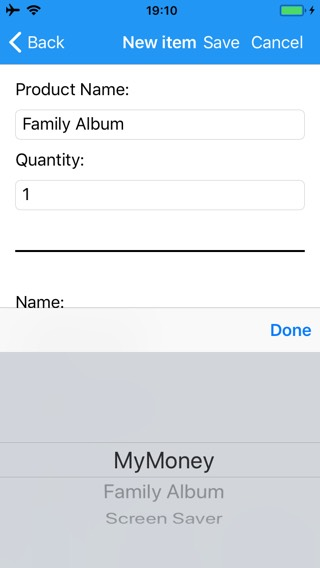 19:10
Back New item Save Cancel
Product Name:
Family Album
Quantity:
1
Name:
Done
MyMoney
Family Album
Screen Saver